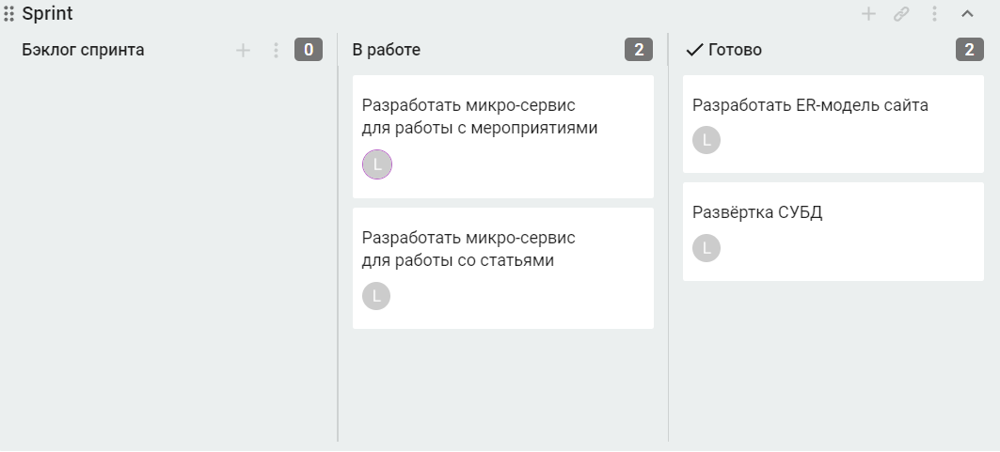 Sprint
Бэклог спринта
0
В работе
2
Готово
2
Разработать микро-сервис
для работы с мероприятиями
L
Разработать микро-сервис
для работы со статьями
L
Разработать ER-модель сайта
L
Развёртка СУБД
L